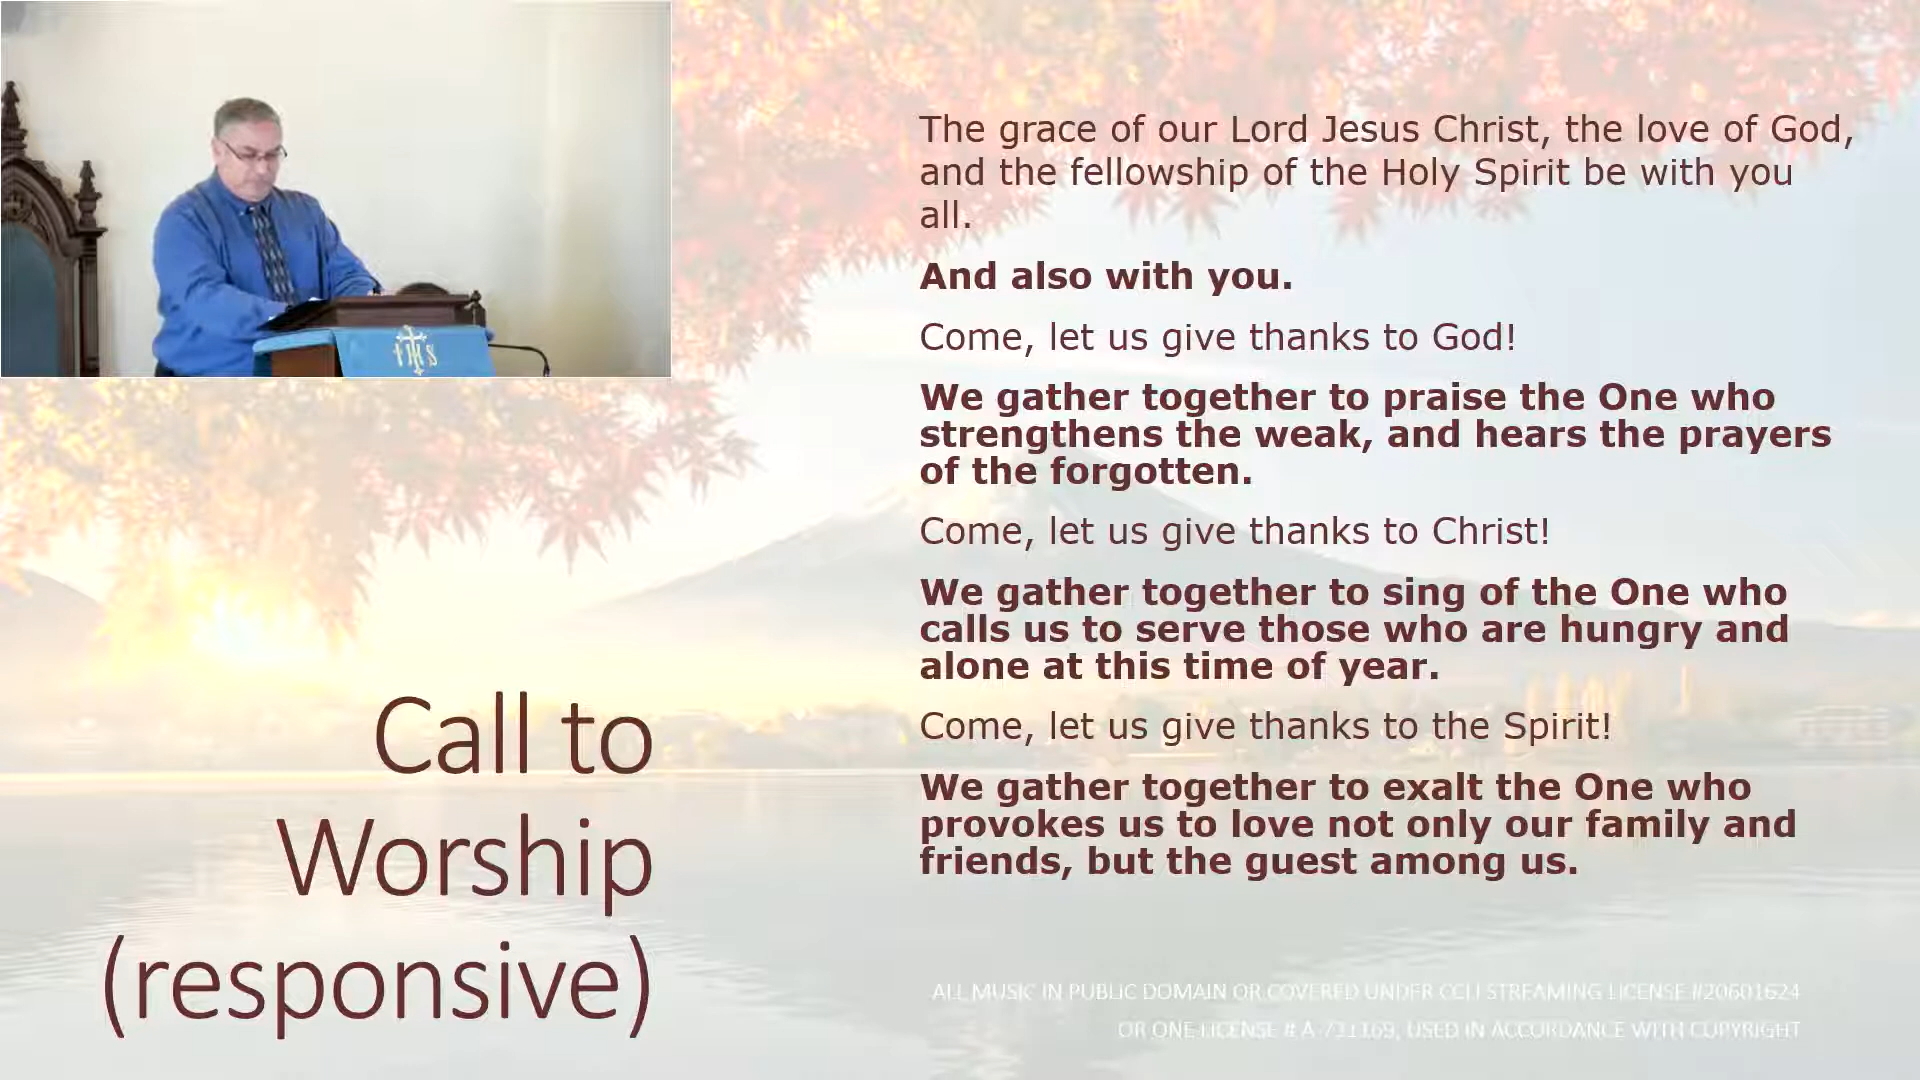 IHS
The grace of our Lord Jesus Christ, the love of God,
and the fellowship of the Holy Spirit be with you
all.
And also with you.
Come, let us give thanks to God!
We gather together to praise the One who
strengthens the weak, and hears the prayers
of the forgotten.
Come, let us give thanks to Christ!
We gather together to sing of the One who
calls us to serve those who are hungry and
alone at this time of year.
Come, let us give thanks to the Spirit!
We gather together to exalt the One who
provokes us to love not only our family and
friends, but the guest among us.
Call to
Worship
(responsive)
ALL MUSIC IN PUBLIC DOMAIN OR COVERED UNDER CCLI STREAMING LICENSE #20601624
OR ONE LICENSE # A-731169, USED IN ACCORDANCE WITH COPYRIGHT